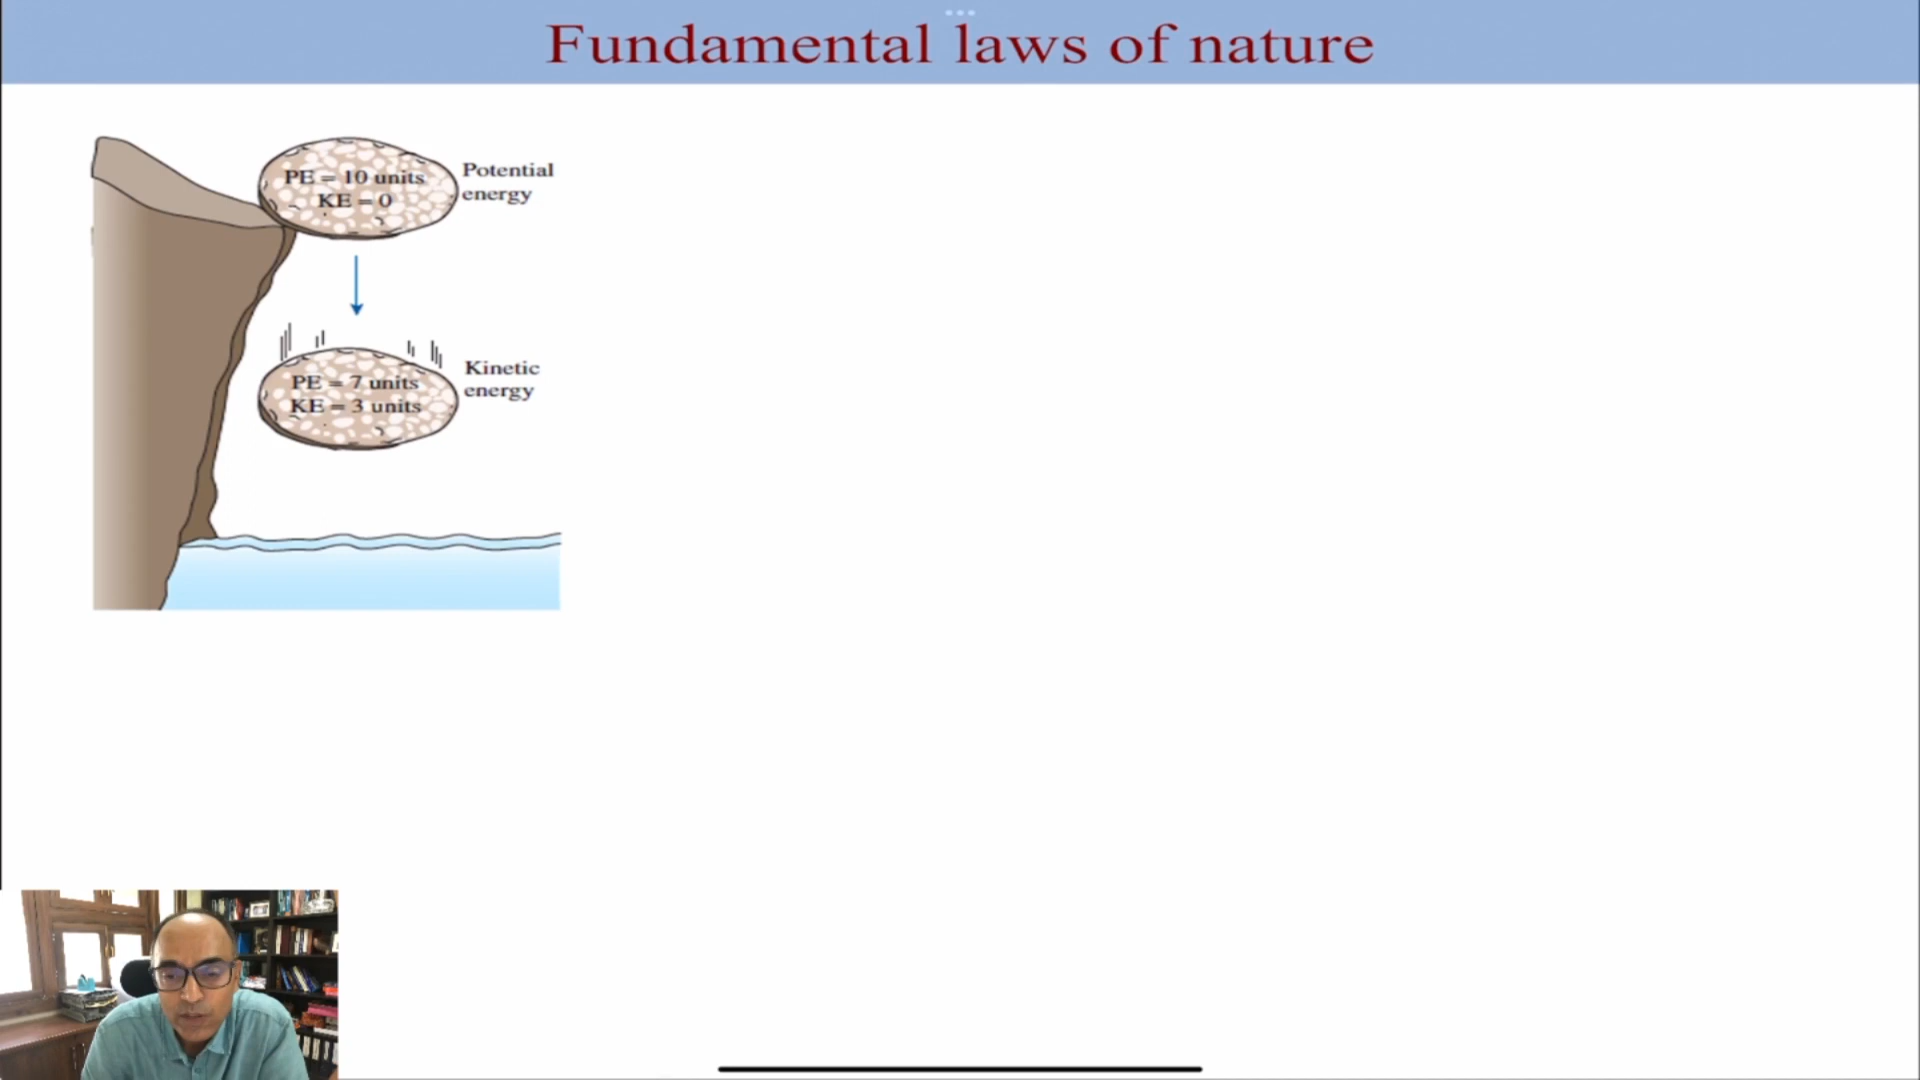 Fundamental laws of nature
PE = 10 units
KE = 0
Potential
energy
PE = 7 units
KE = 3 units
Kinetic
energy